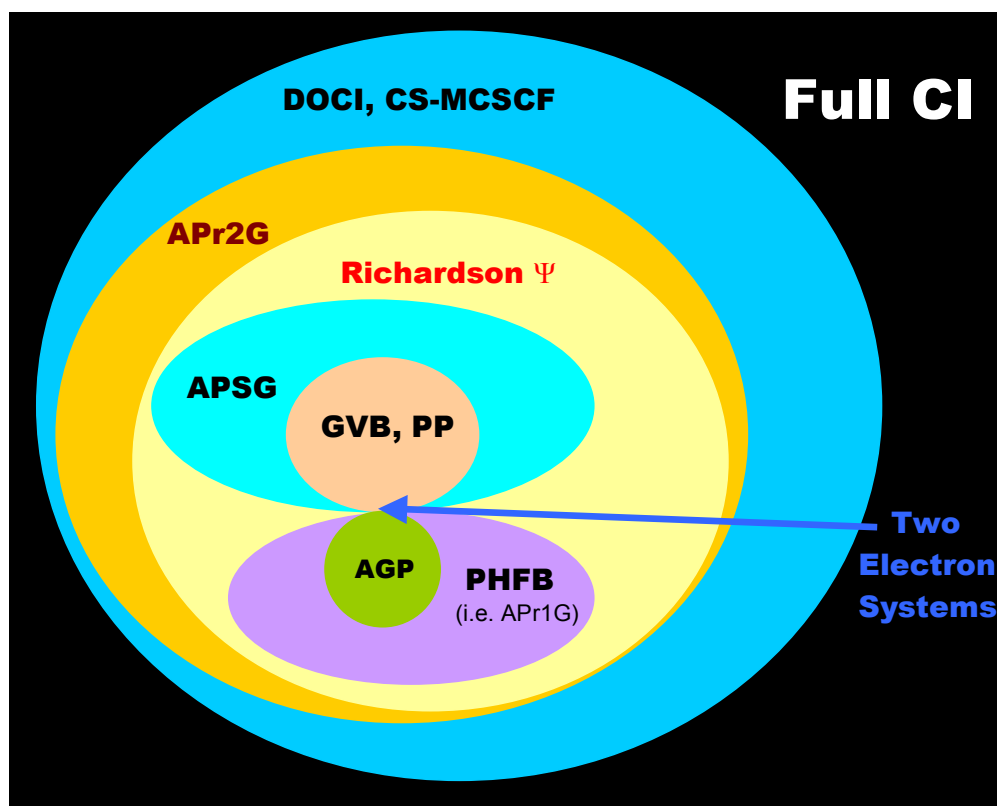 Full CI
DOCI, CS-MCSCF
APr2G
Richardson Ψ
APSG
GVB, PP
Two
Electron
Systems
AGP
PHFB
(i.e. APr1G)